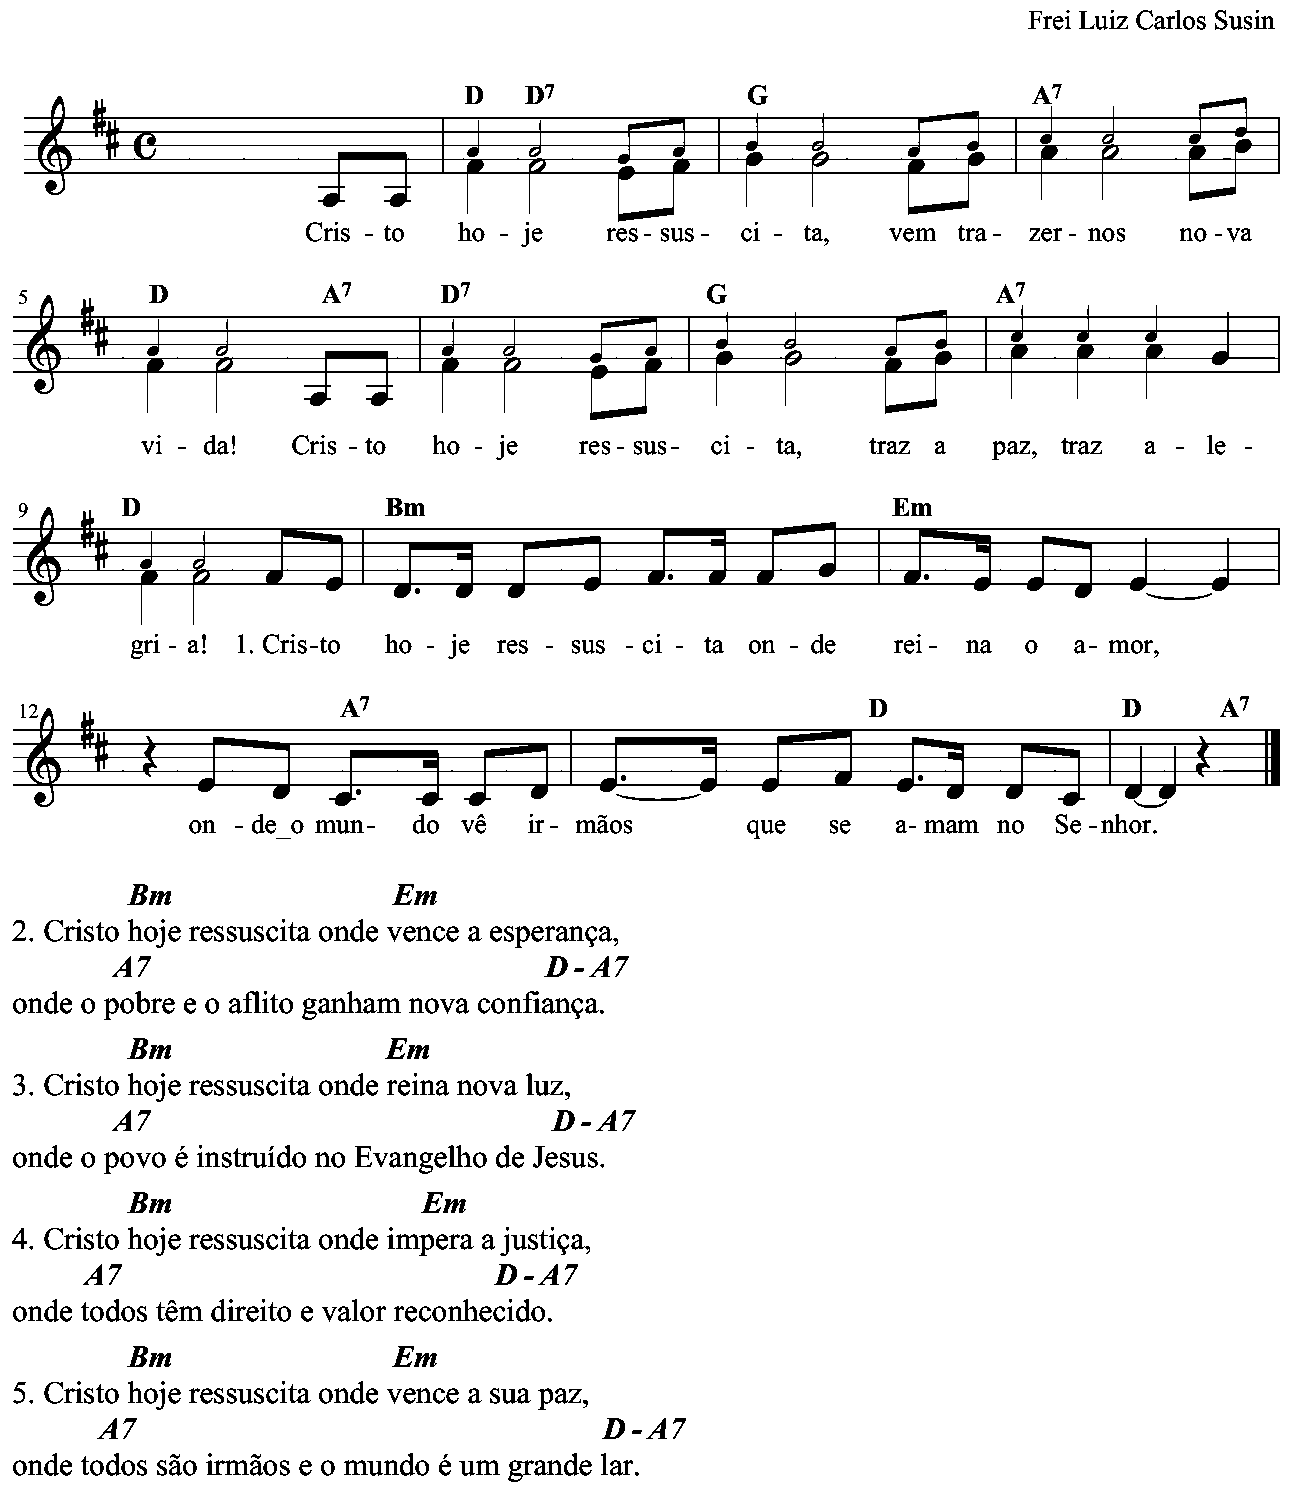 Frei Luiz Carlos Susin
D D7 G A7
Cris - to ho - je res - sus - ci - ta, vem tra - zer - nos no - va
5 D A7 D7 G A7
vi - da! Cris - to ho - je res - sus - ci - ta, traz a paz, traz a - le -
9 D Bm Em
gri - a! 1. Cris - to ho - je res - sus - ci - ta on - de rei - na o a - mor,
12 A7 D D A7
on - de_o mun - do vê ir - mãos que se a - mam no Se - nhor.
Bm Em
2. Cristo hoje ressuscita onde vence a esperança,
A7 D - A7
onde o pobre e o aflito ganham nova confiança.
Bm Em
3. Cristo hoje ressuscita onde reina nova luz,
A7 D - A7
onde o povo é instruído no Evangelho de Jesus.
Bm Em
4. Cristo hoje ressuscita onde impera a justiça,
A7 D - A7
onde todos têm direito e valor reconhecido.
Bm Em
5. Cristo hoje ressuscita onde vence a sua paz,
A7 D - A7
onde todos são irmãos e o mundo é um grande lar.